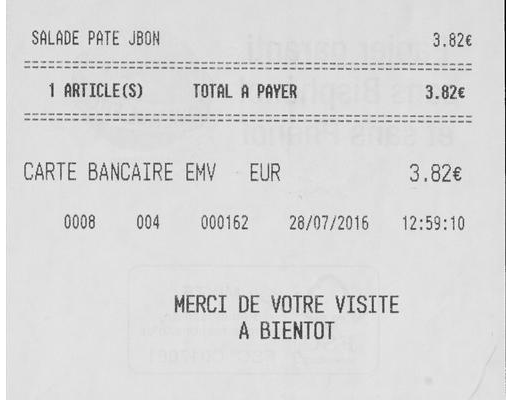 SALADE PATE JBON 3.82€
1 ARTICLE(S) TOTAL A PAYER 3.82€
CARTE BANCAIRE EMV EUR 3.82€
0008 004 000162 28/07/2016 12:59:10
MERCI DE VOTRE VISITE
A BIENTOT